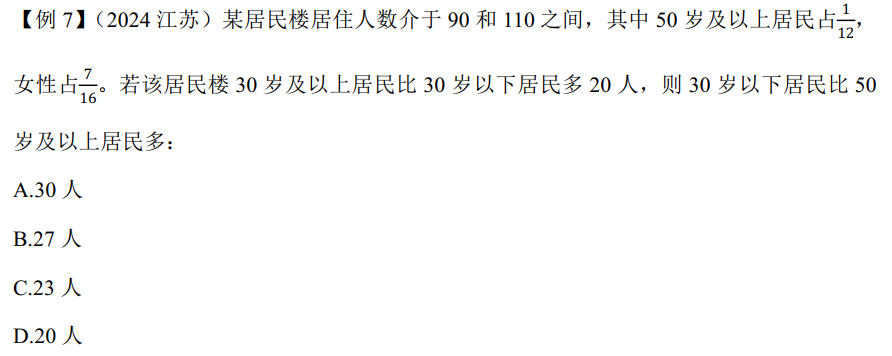 【例 7】（2024 江苏）某居民楼居住人数介于 90 和 110 之间，其中 50 岁及以上居民占1/12，
女性占7/16。若该居民楼 30 岁及以上居民比 30 岁以下居民多 20 人，则 30 岁以下居民比 50
岁及以上居民多：
A.30 人
B.27 人
C.23 人
D.20 人